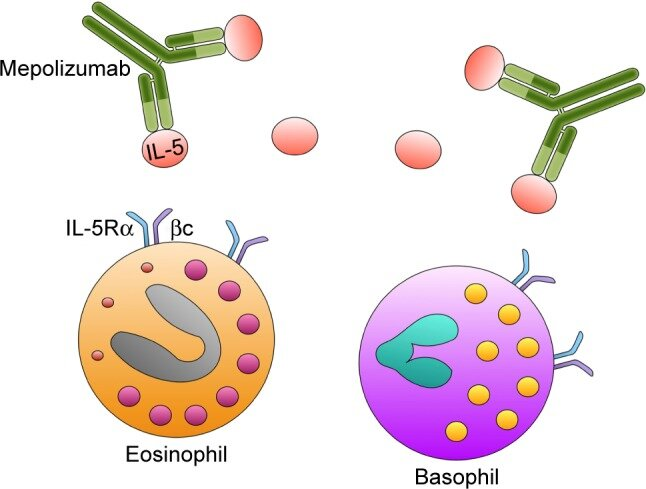 Mepolizumab
IL-5
IL-5Rα
βc
Eosinophil
Basophil